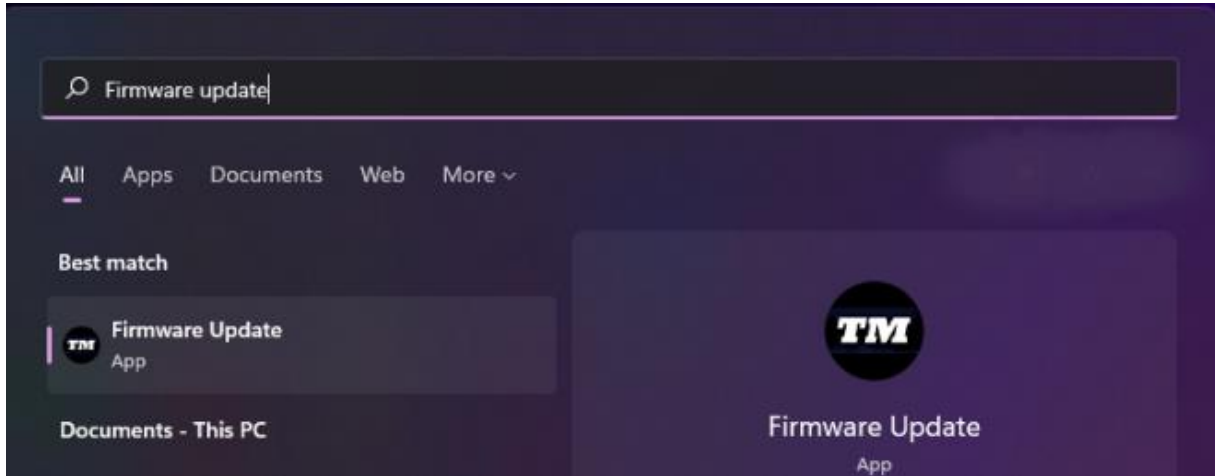 Firmware update
All Apps Documents Web More
Best match
TM
Firmware Update
App
Documents - This PC
TM
Firmware Update
App